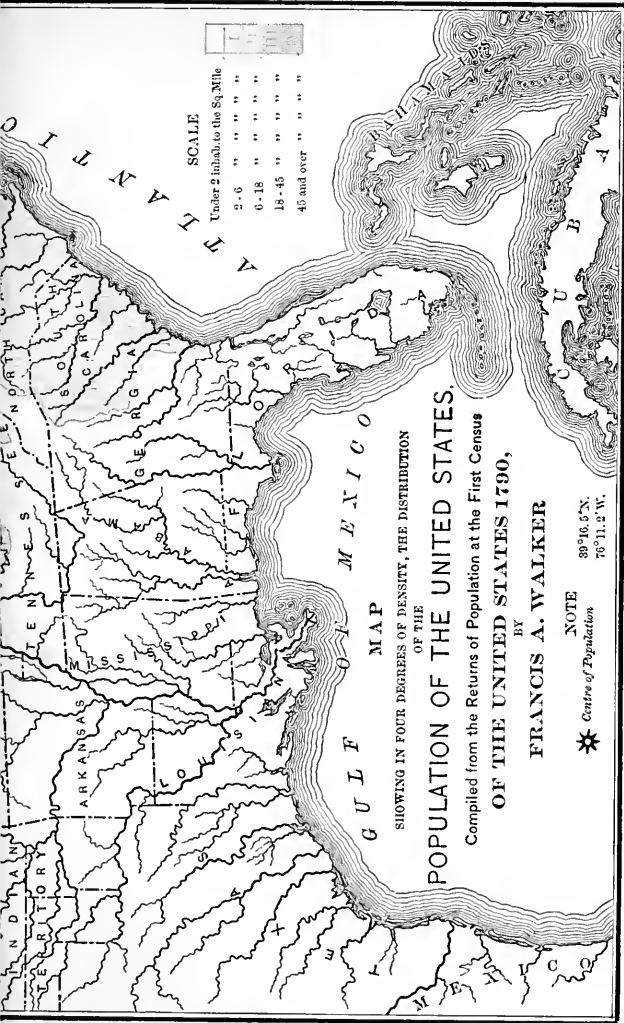 MAP
SHOWING IN FOUR DEGREES OF DENSITY, THE DISTRIBUTION
OF THE
POPULATION OF THE UNITED STATES,
Compiled from the Returns of Population at the First Census
OF THE UNITED STATES 1790,
BY
FRANCIS A. WALKER
NOTE
Centre of Population 39°16.5'N.
76°11.2'W.
SCALE
Under 2 inhab. to the Sq. Mile
2 - 6 " " " " "
6 - 18 " " " " "
18 - 45 " " " " "
45 and over " " " "
INDIAN
TERRITORY
ARKANSAS
TENNESSEE
NORTH
SOUTH
CAROLI
GEORGIA
MISSISSIPPI
LOUISIANA
TEXAS
MEXICO
GULF OF MEXICO
ATLANTIC O
BAHAMA IDS
CUBA